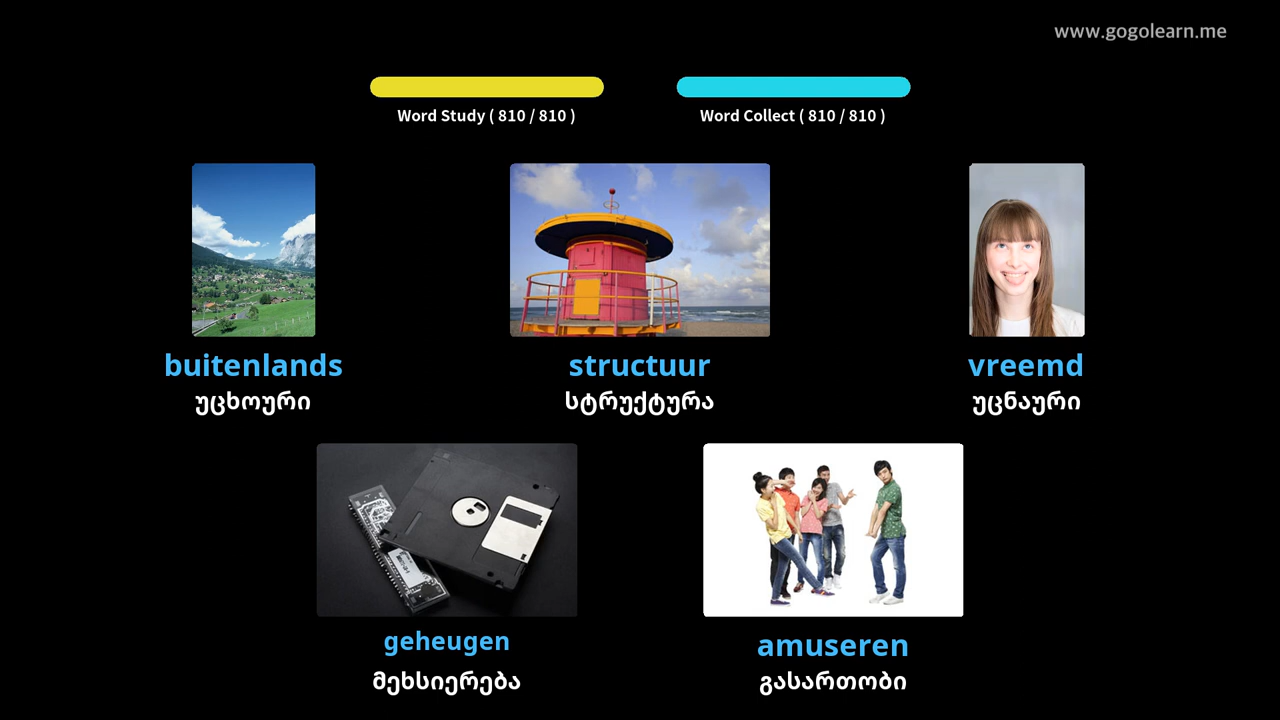 www.gogolearn.me
Word Study ( 810 / 810 )
Word Collect ( 810 / 810 )
buitenlands
უცხოური
structuur
სტრუქტურა
vreemd
უცნაური
geheugen
მეხსიერება
amuseren
გასართობი